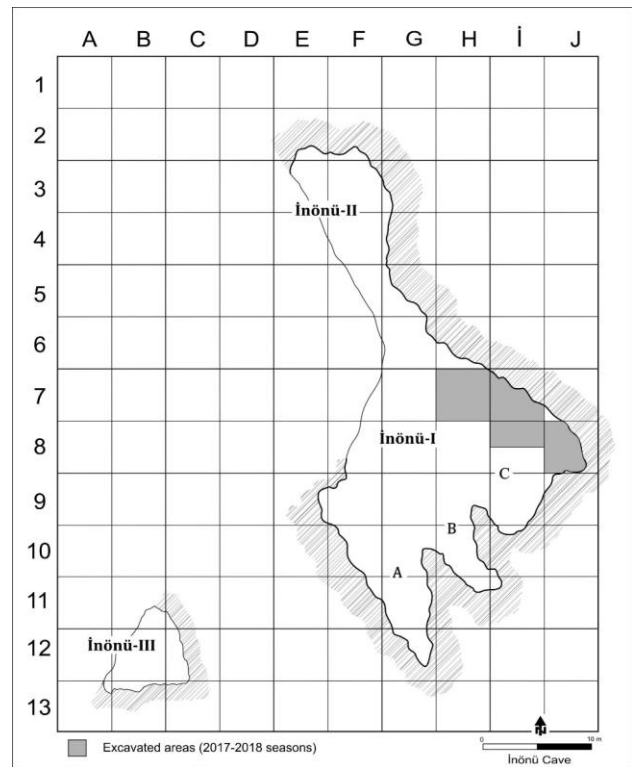 A B C D E F G H İ J
1
2
3
İnönü-II
4
5
6
7
İnönü-I
8
C
9
B
10
A
11
İnönü-III
12
13
Excavated areas (2017-2018 seasons)
0 10 m
İnönü Cave